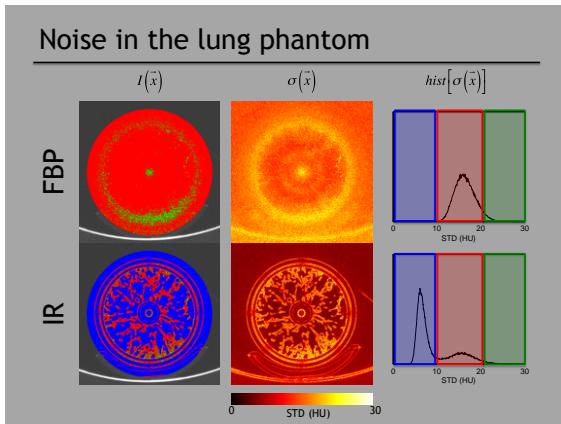 Noise in the lung phantom
I(x⃗) σ(x⃗) hist[σ(x⃗)]
FBP
0 10 20 30
STD (HU)
IR
0 10 20 30
STD (HU)
0 STD (HU) 30